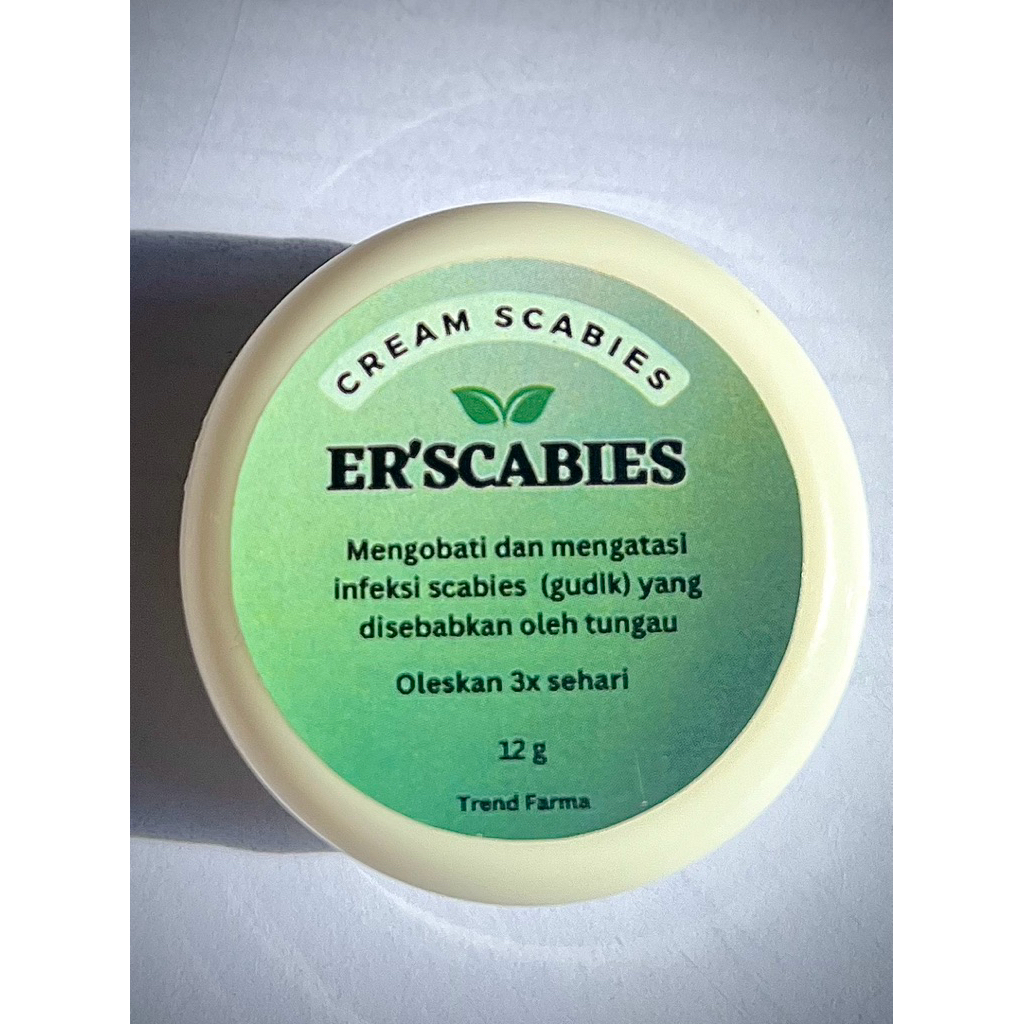 CREAM SCABIES
ER'SCABIES
Mengobati dan mengatasi
infeksi scabies (gudik) yang
disebabkan oleh tungau
Oleskan 3x sehari
12 g
Trend Farma